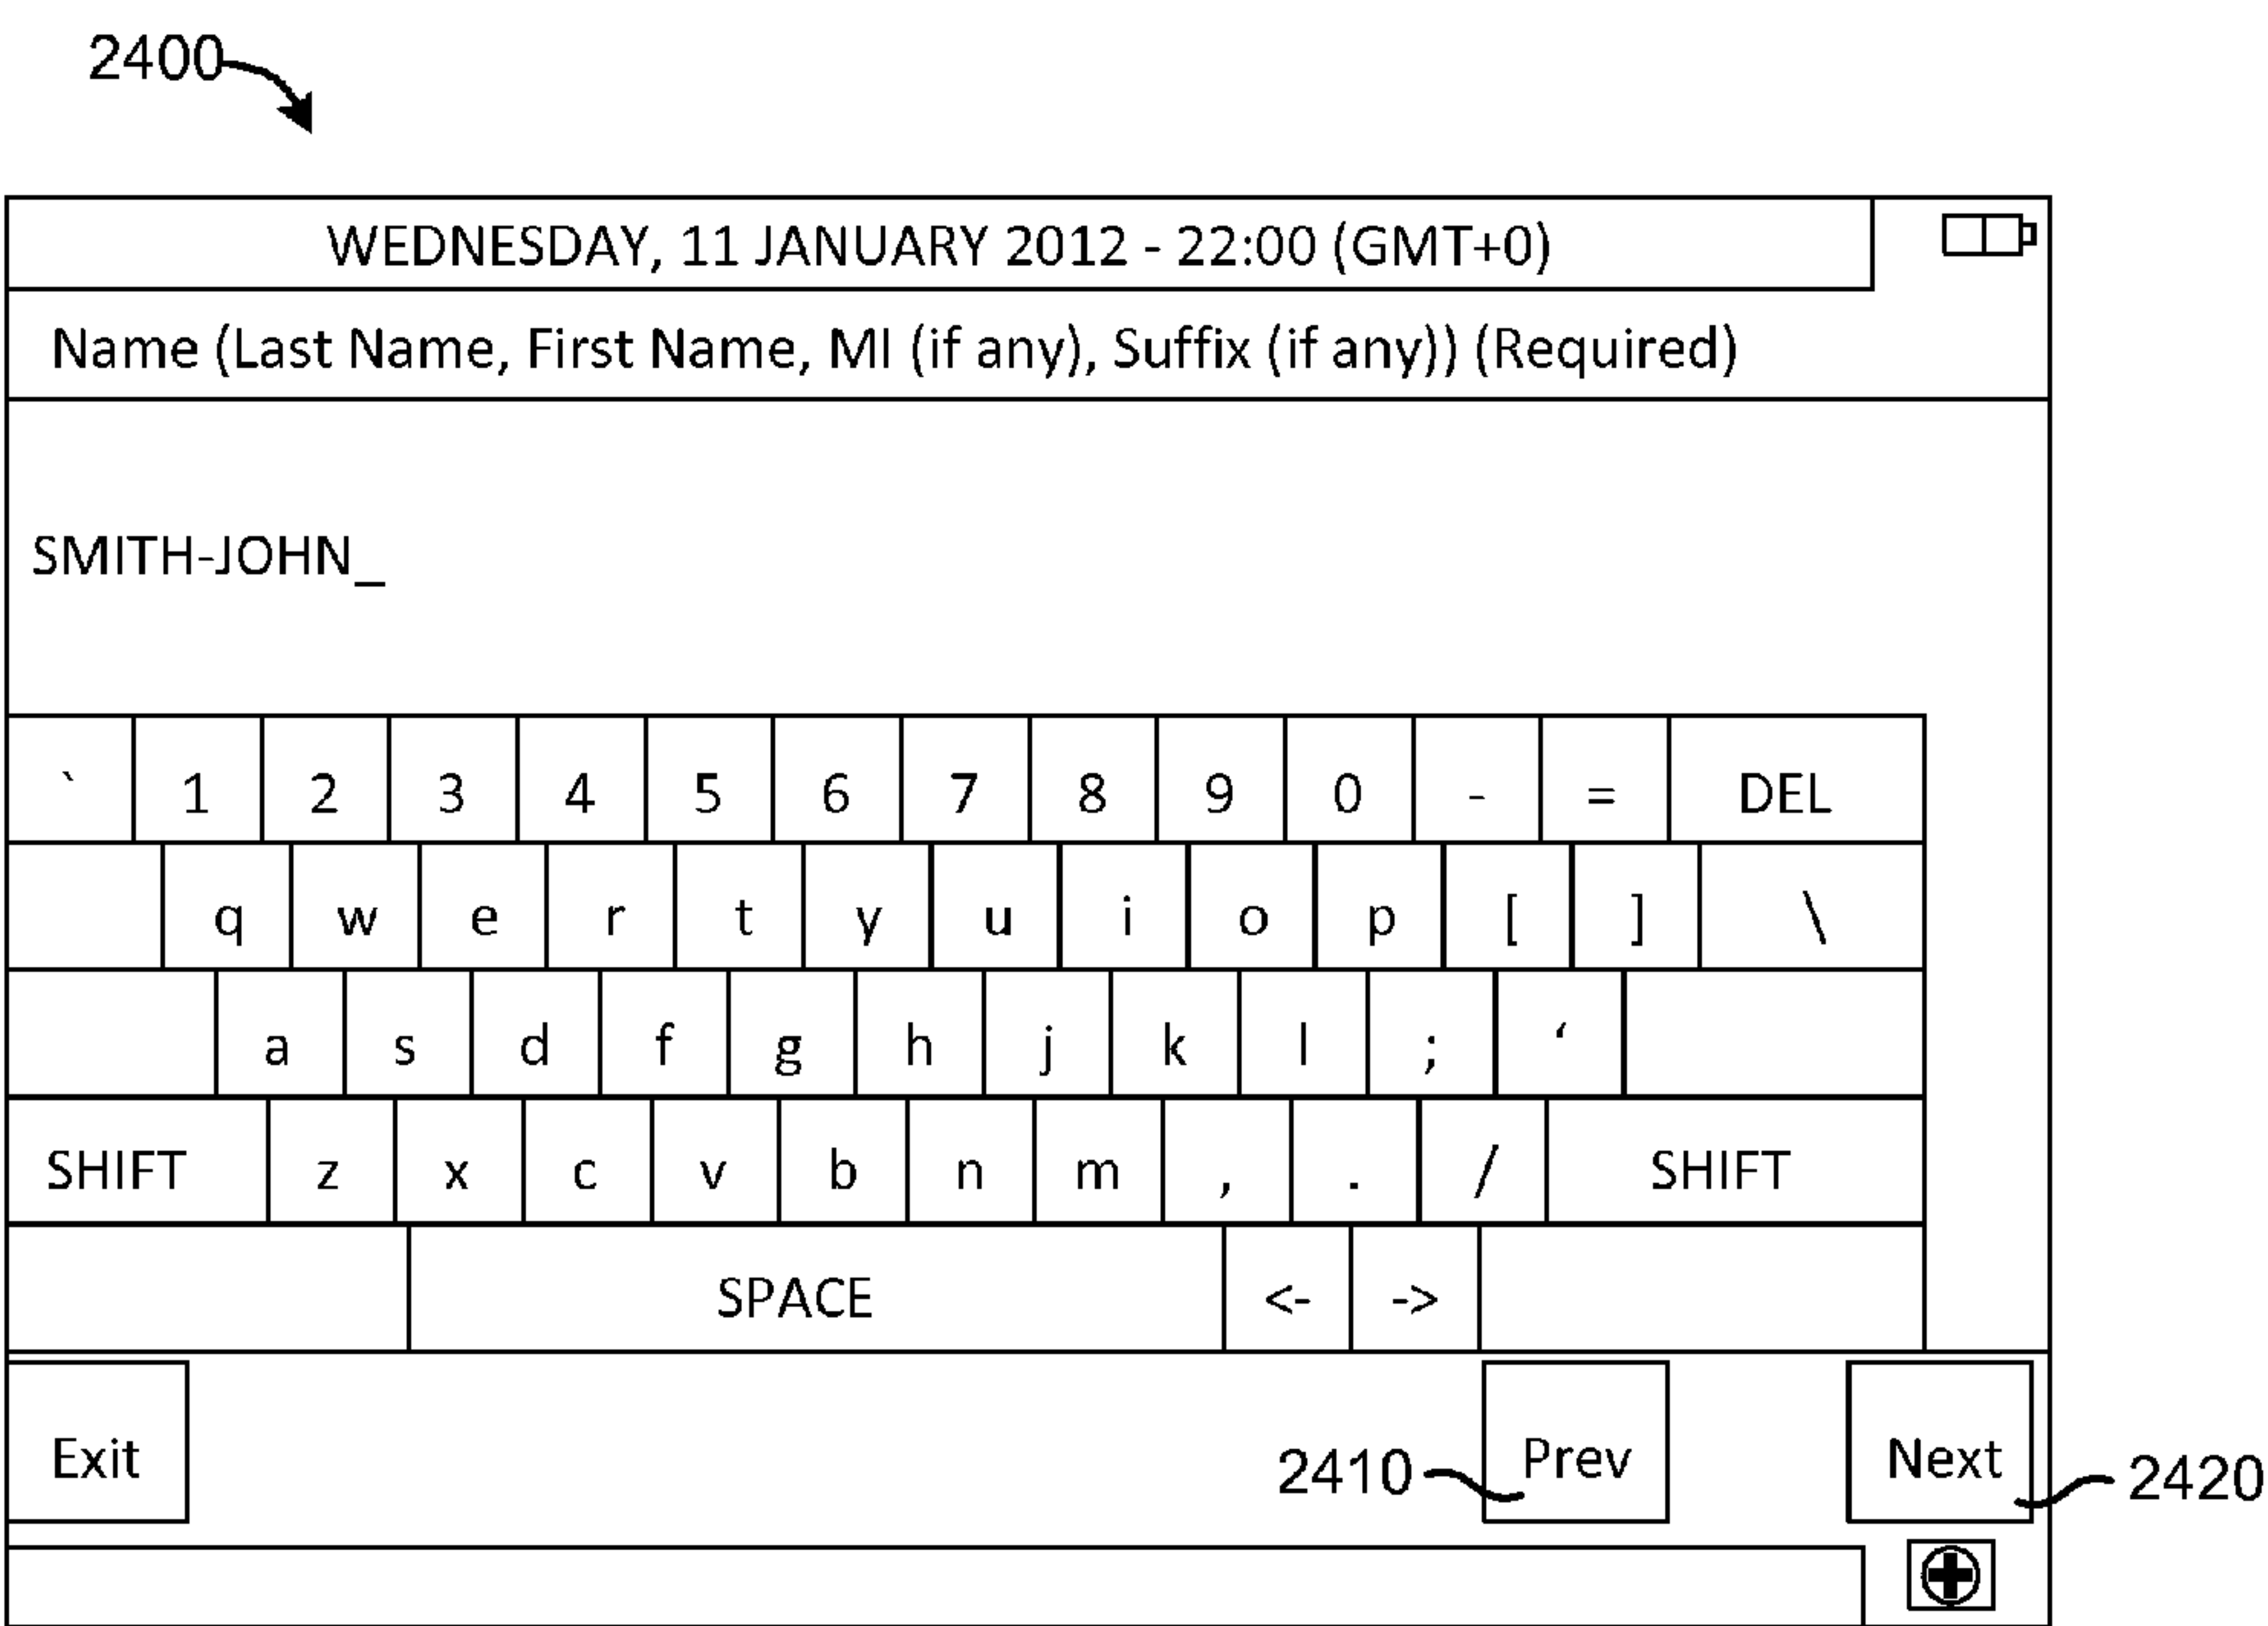 2400
WEDNESDAY, 11 JANUARY 2012 - 22:00 (GMT+0)
Name (Last Name, First Name, MI (if any), Suffix (if any)) (Required)
SMITH-JOHN_
` 1 2 3 4 5 6 7 8 9 0 - = DEL
q w e r t y u i o p [ ] \
a s d f g h j k l ; ‘
SHIFT z x c v b n m , . / SHIFT
SPACE <- ->
Exit 2410 Prev Next 2420